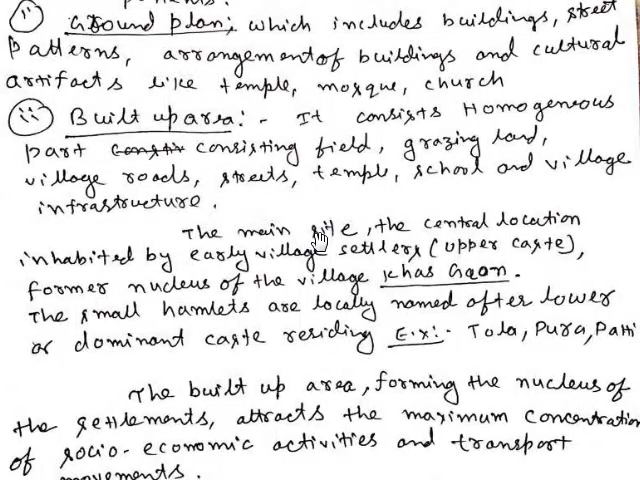 i) Ground plan; which includes buildings, street
patterns, arrangement of buildings and cultural
artifacts like temple, mosque, church
ii) Built up area:- It consists Homogeneous
part consisting field, grazing land,
village roads, streets, temple, school and village
infrastructure.
The main site, the central location
inhabited by early village settlers (upper caste),
former nucleus of the village Khas Gaon.
The small hamlets are locally named after lower
or dominant caste residing Ex:- Tola, Pura, Patti
The built up area, forming the nucleus of
the settlements, attracts the maximum concentration
of socio-economic activities and transport
movements.